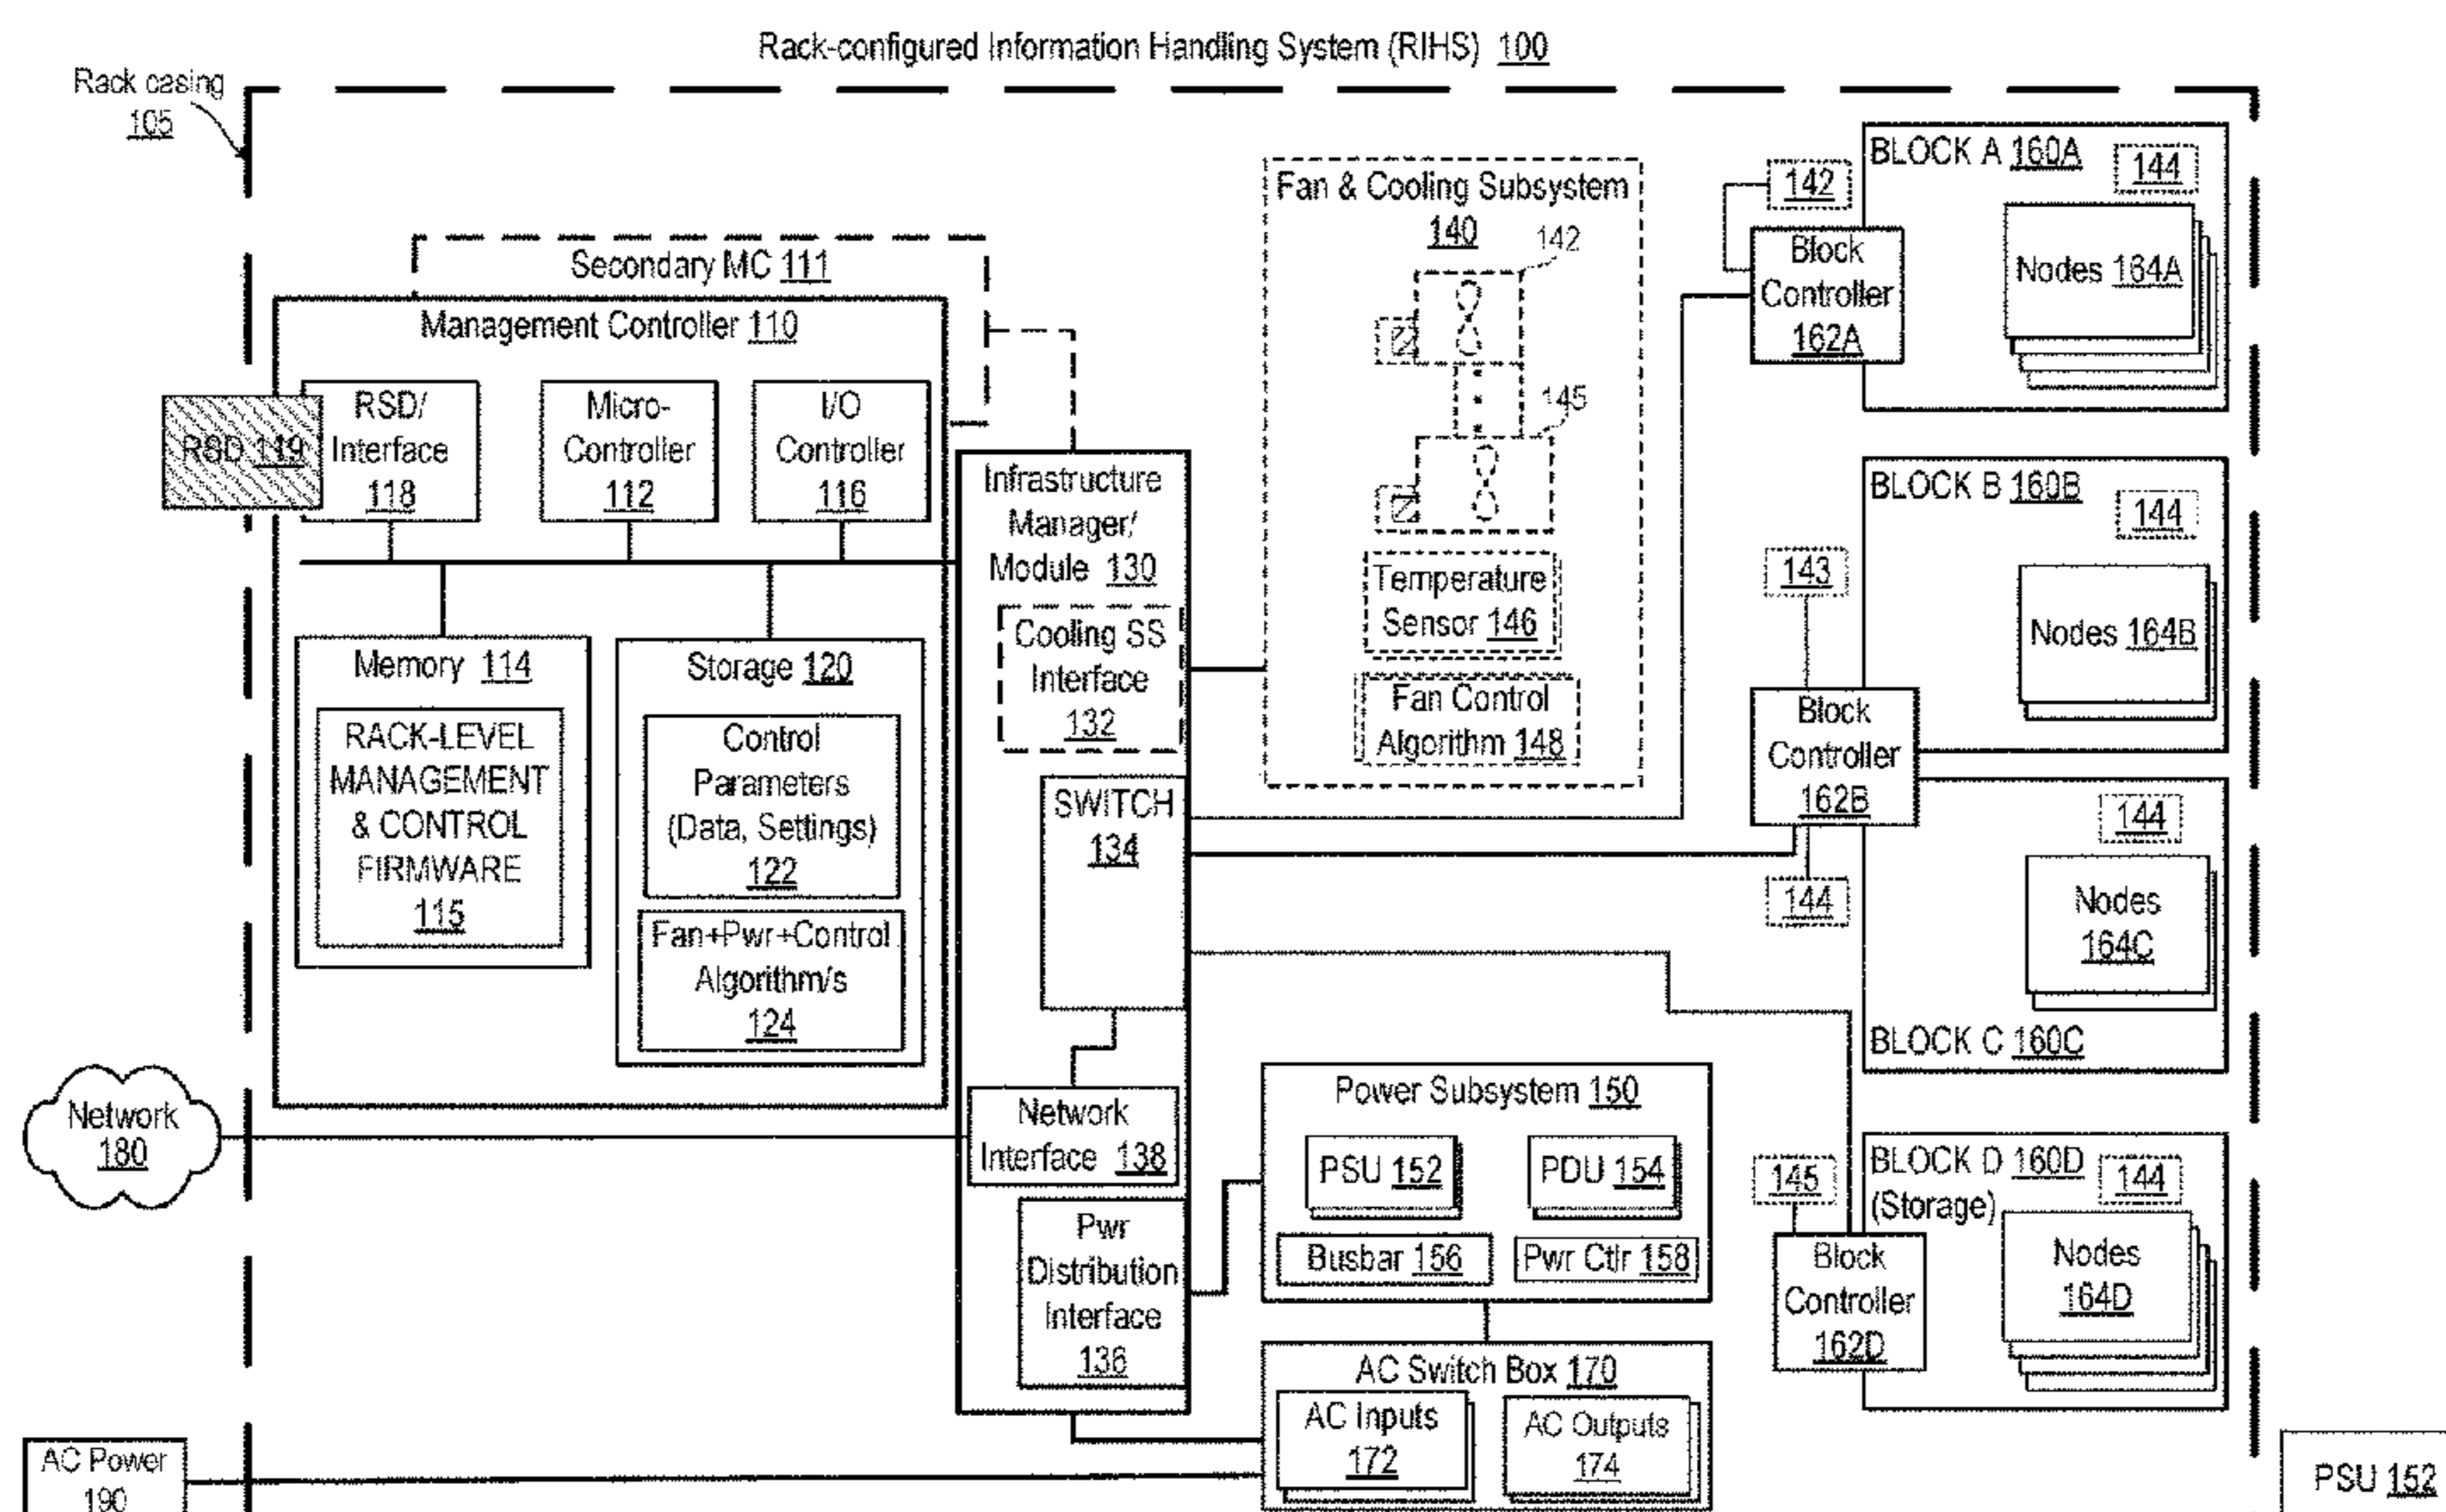 Rack-configured Information Handling System (RIHS) 100
Rack casing
105
Secondary MC 111
Management Controller 110
RSD 119
RSD/
Interface
118
Micro-
Controller
112
I/O
Controller
116
Memory 114
RACK-LEVEL
MANAGEMENT
& CONTROL
FIRMWARE
115
Storage 120
Control
Parameters
(Data, Settings)
122
Fan+Pwr+Control
Algorithm/s
124
Infrastructure
Manager/
Module 130
Cooling SS
Interface
132
SWITCH
134
Network
Interface 138
Pwr
Distribution
Interface
136
Network
180
AC Power
190
Fan & Cooling Subsystem
140
142
145
Temperature
Sensor 146
Fan Control
Algorithm 148
Power Subsystem 150
PSU 152
PDU 154
Busbar 156
Pwr Ctlr 158
AC Switch Box 170
AC Inputs
172
AC Outputs
174
142
Block
Controller
162A
BLOCK A 160A
144
Nodes 164A
143
Block
Controller
162B
144
BLOCK B 160B
144
Nodes 164B
144
Nodes
164C
BLOCK C 160C
145
Block
Controller
162D
BLOCK D 160D
(Storage)
144
Nodes
164D
PSU 152